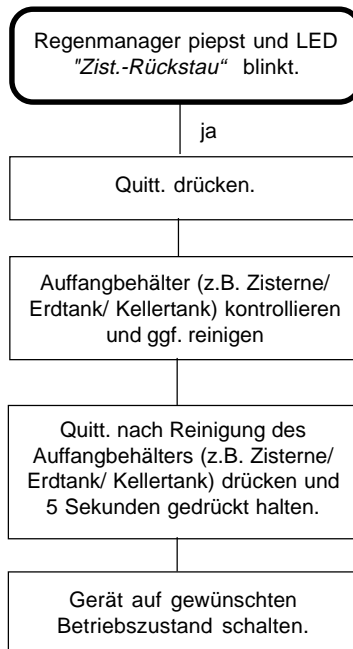 Regenmanager piepst und LED
"Zist.-Rückstau“ blinkt.
ja
Quitt. drücken.
Auffangbehälter (z.B. Zisterne/
Erdtank/ Kellertank) kontrollieren
und ggf. reinigen
Quitt. nach Reinigung des
Auffangbehälters (z.B. Zisterne/
Erdtank/ Kellertank) drücken und
5 Sekunden gedrückt halten.
Gerät auf gewünschten
Betriebszustand schalten.